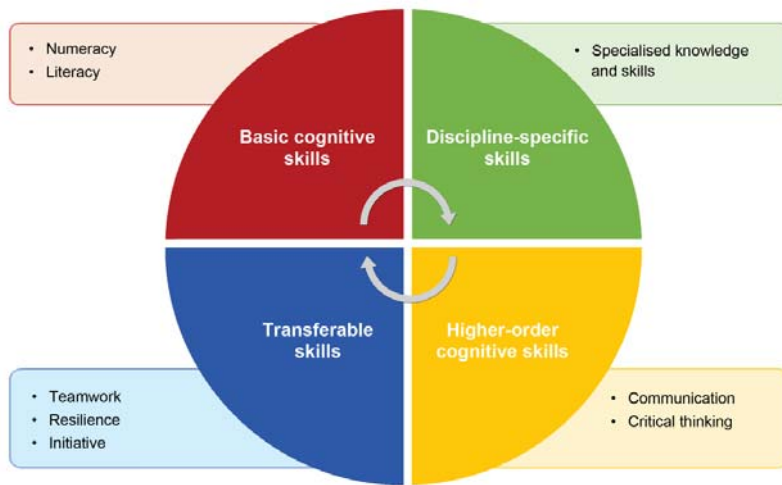 • Numeracy
• Literacy
• Specialised knowledge
and skills
Basic cognitive
skills
Discipline-specific
skills
Transferable
skills
Higher-order
cognitive skills
• Teamwork
• Resilience
• Initiative
• Communication
• Critical thinking